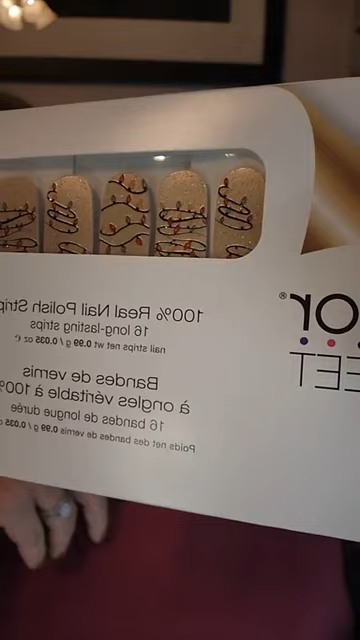 100% Real Nail Polish Strip
16 long-lasting strips
nail strips net wt 0.99 g / 0.035 oz ℮
Bandes de vernis
à ongles véritable à 100%
16 bandes de longue durée
Poids net des bandes de vernis 0.99 g / 0.035 o
or®
EET